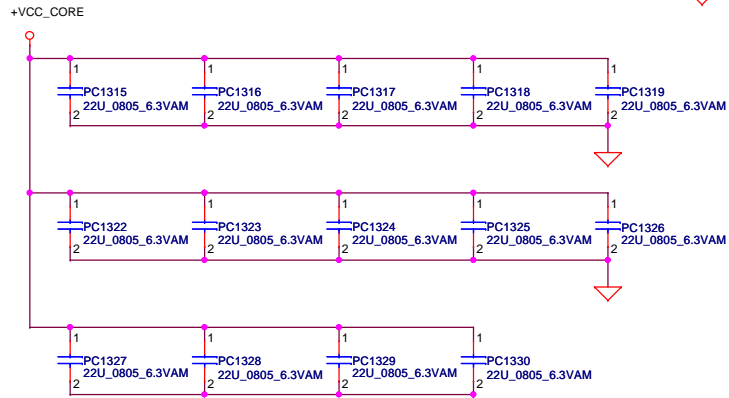 +VCC_CORE
1 1 1 1 1
PC1315 PC1316 PC1317 PC1318 PC1319
22U_0805_6.3VAM 22U_0805_6.3VAM 22U_0805_6.3VAM 22U_0805_6.3VAM 22U_0805_6.3VAM
2 2 2 2 2
1 1 1 1 1
PC1322 PC1323 PC1324 PC1325 PC1326
22U_0805_6.3VAM 22U_0805_6.3VAM 22U_0805_6.3VAM 22U_0805_6.3VAM 22U_0805_6.3VAM
2 2 2 2 2
1 1 1 1
PC1327 PC1328 PC1329 PC1330
22U_0805_6.3VAM 22U_0805_6.3VAM 22U_0805_6.3VAM 22U_0805_6.3VAM
2 2 2 2